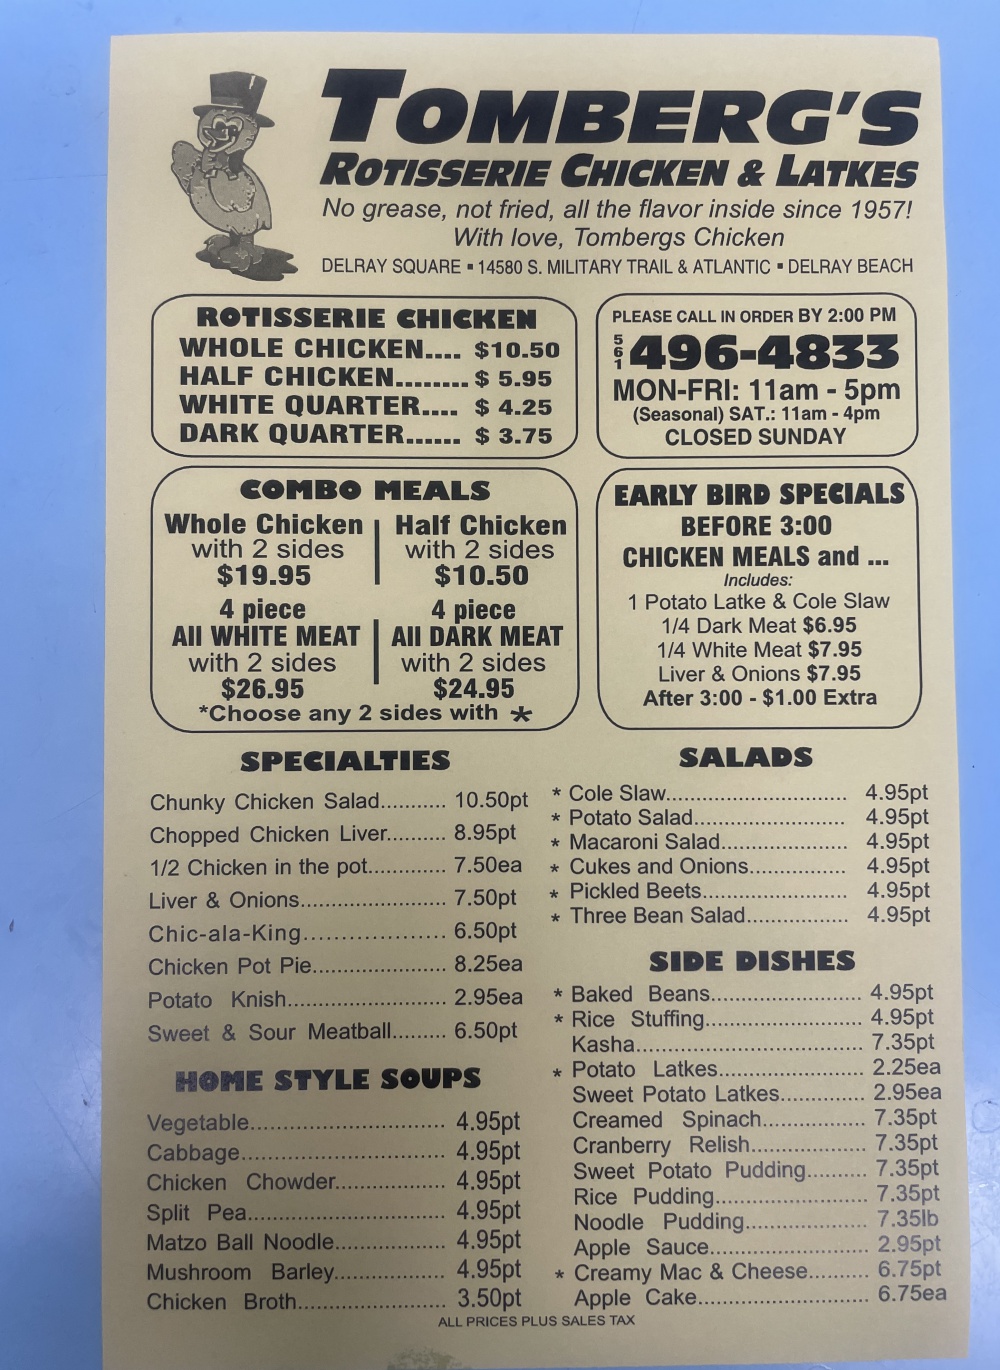 TOMBERG'S
ROTISSERIE CHICKEN & LATKES
No grease, not fried, all the flavor inside since 1957!
With love, Tombergs Chicken
DELRAY SQUARE ▪ 14580 S. MILITARY TRAIL & ATLANTIC ▪ DELRAY BEACH
ROTISSERIE CHICKEN
WHOLE CHICKEN.... $10.50
HALF CHICKEN........ $ 5.95
WHITE QUARTER.... $ 4.25
DARK QUARTER...... $ 3.75
PLEASE CALL IN ORDER BY 2:00 PM
561 496-4833
MON-FRI: 11am - 5pm
(Seasonal) SAT.: 11am - 4pm
CLOSED SUNDAY
COMBO MEALS
Whole Chicken
with 2 sides
$19.95
Half Chicken
with 2 sides
$10.50
4 piece
All WHITE MEAT
with 2 sides
$26.95
4 piece
All DARK MEAT
with 2 sides
$24.95
*Choose any 2 sides with *
EARLY BIRD SPECIALS
BEFORE 3:00
CHICKEN MEALS and ...
Includes:
1 Potato Latke & Cole Slaw
1/4 Dark Meat $6.95
1/4 White Meat $7.95
Liver & Onions $7.95
After 3:00 - $1.00 Extra
SPECIALTIES
Chunky Chicken Salad.......... 10.50pt
Chopped Chicken Liver......... 8.95pt
1/2 Chicken in the pot............. 7.50ea
Liver & Onions....................... 7.50pt
Chic-ala-King...................... 6.50pt
Chicken Pot Pie...................... 8.25ea
Potato Knish.......................... 2.95ea
Sweet & Sour Meatball......... 6.50pt
HOME STYLE SOUPS
Vegetable................................ 4.95pt
Cabbage.................................. 4.95pt
Chicken Chowder.................. 4.95pt
Split Pea................................. 4.95pt
Matzo Ball Noodle.................. 4.95pt
Mushroom Barley.................. 4.95pt
Chicken Broth........................ 3.50pt
SALADS
* Cole Slaw.............................. 4.95pt
* Potato Salad......................... 4.95pt
* Macaroni Salad..................... 4.95pt
* Cukes and Onions................ 4.95pt
* Pickled Beets........................ 4.95pt
* Three Bean Salad................. 4.95pt
SIDE DISHES
* Baked Beans......................... 4.95pt
* Rice Stuffing.......................... 4.95pt
Kasha...................................... 7.35pt
* Potato Latkes........................ 2.25ea
Sweet Potato Latkes.............. 2.95ea
Creamed Spinach................. 7.35pt
Cranberry Relish................... 7.35pt
Sweet Potato Pudding.......... 7.35pt
Rice Pudding......................... 7.35pt
Noodle Pudding.................... 7.35lb
Apple Sauce.......................... 2.95pt
* Creamy Mac & Cheese.......... 6.75pt
Apple Cake............................ 6.75ea
ALL PRICES PLUS SALES TAX